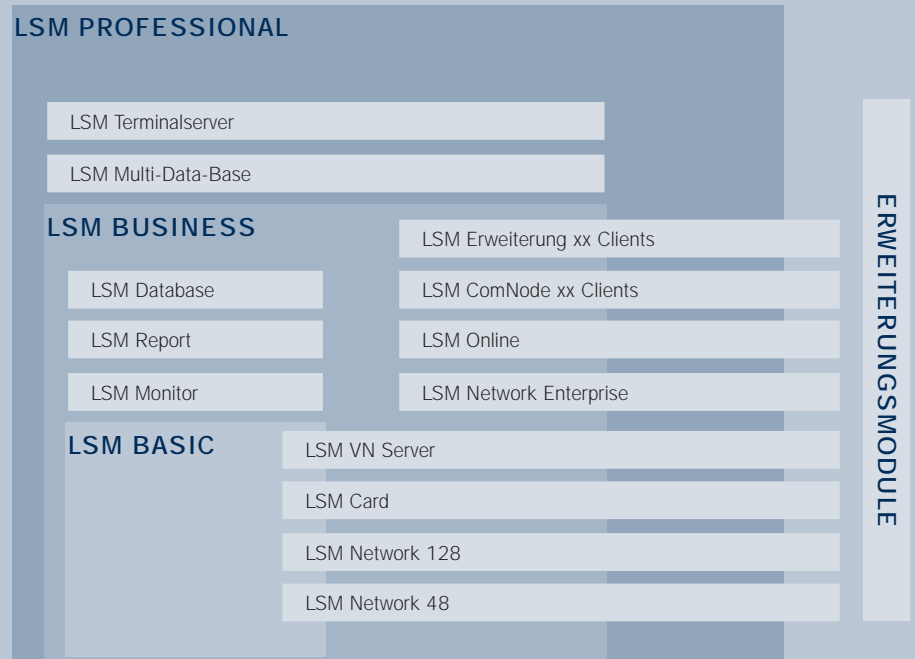 LSM PROFESSIONAL
LSM Terminalserver
LSM Multi-Data-Base
LSM BUSINESS
LSM Database
LSM Report
LSM Monitor
LSM Erweiterung xx Clients
LSM ComNode xx Clients
LSM Online
LSM Network Enterprise
LSM BASIC
LSM VN Server
LSM Card
LSM Network 128
LSM Network 48
ERWEITERUNGSMODULE